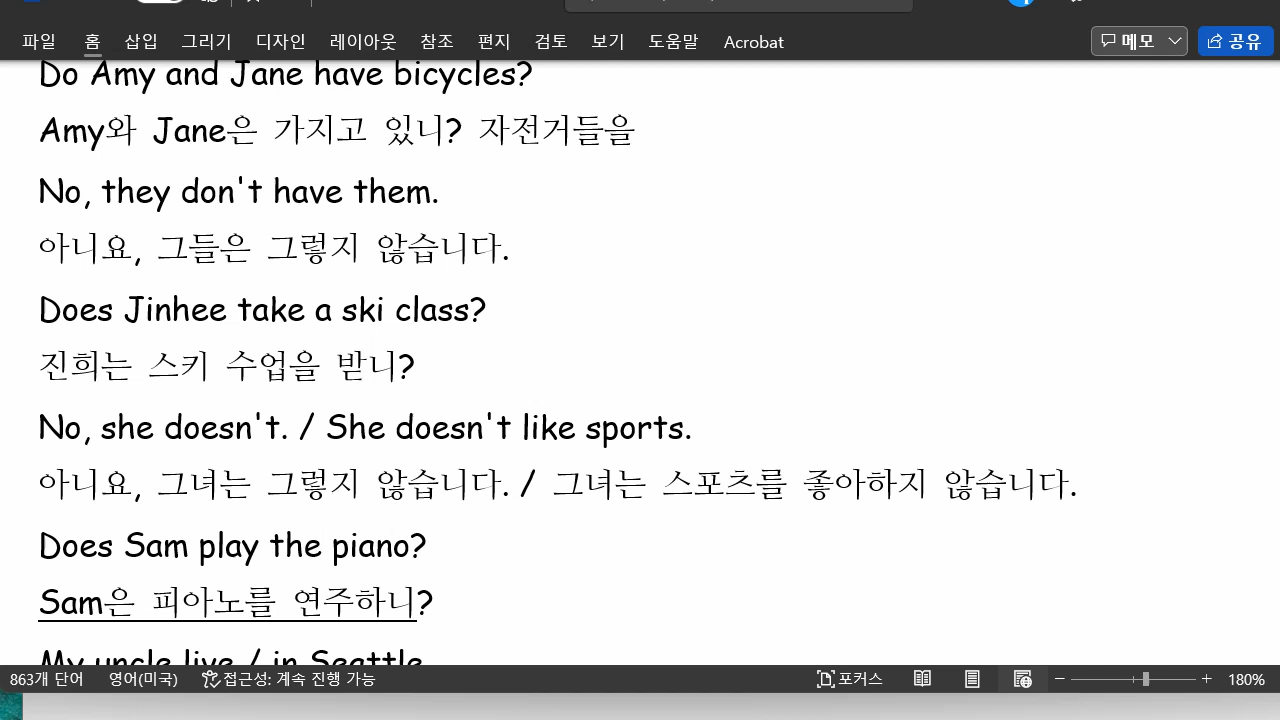 파일 홈 삽입 그리기 디자인 레이아웃 참조 편지 검토 보기 도움말 Acrobat 메모 공유
Do Amy and Jane have bicycles?
Amy와 Jane은 가지고 있니? 자전거들을
No, they don't have them.
아니요, 그들은 그렇지 않습니다.
Does Jinhee take a ski class?
진희는 스키 수업을 받니?
No, she doesn't. / She doesn't like sports.
아니요, 그녀는 그렇지 않습니다. / 그녀는 스포츠를 좋아하지 않습니다.
Does Sam play the piano?
Sam은 피아노를 연주하니?
My uncle live / in Seattle
863개 단어 영어(미국) 접근성: 계속 진행 가능 포커스 180%